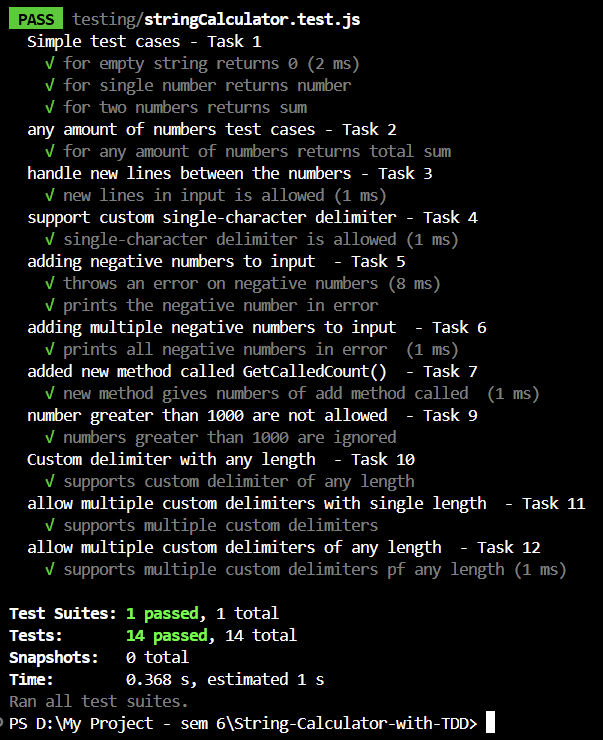 PASS testing/stringCalculator.test.js
Simple test cases - Task 1
√ for empty string returns 0 (2 ms)
√ for single number returns number
√ for two numbers returns sum
any amount of numbers test cases - Task 2
√ for any amount of numbers returns total sum
handle new lines between the numbers - Task 3
√ new lines in input is allowed (1 ms)
support custom single-character delimiter - Task 4
√ single-character delimiter is allowed (1 ms)
adding negative numbers to input  - Task 5
√ throws an error on negative numbers (8 ms)
√ prints the negative number in error
adding multiple negative numbers to input  - Task 6
√ prints all negative numbers in error  (1 ms)
added new method called GetCalledCount()  - Task 7
√ new method gives numbers of add method called  (1 ms)
number greater than 1000 are not allowed  - Task 9
√ numbers greater than 1000 are ignored
Custom delimiter with any length  - Task 10
√ supports custom delimiter of any length
allow multiple custom delimiters with single length  - Task 11
√ supports multiple custom delimiters
allow multiple custom delimiters of any length  - Task 12
√ supports multiple custom delimiters pf any length (1 ms)
Test Suites: 1 passed, 1 total
Tests:       14 passed, 14 total
Snapshots:   0 total
Time:        0.368 s, estimated 1 s
Ran all test suites.
PS D:\My Project - sem 6\String-Calculator-with-TDD>